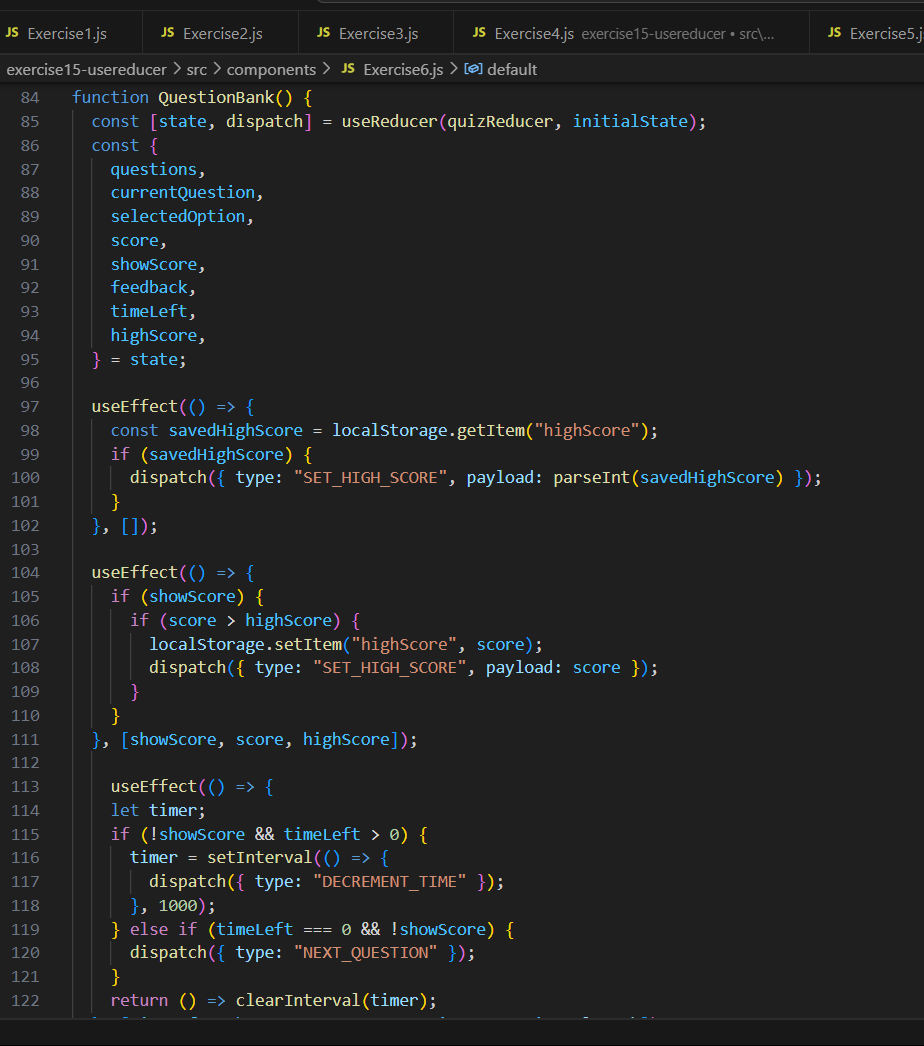 JS Exercise1.js JS Exercise2.js JS Exercise3.js JS Exercise4.js exercise15-usereducer • src\... JS Exercise5.j
exercise15-usereducer > src > components > JS Exercise6.js > default
84 function QuestionBank() {
85   const [state, dispatch] = useReducer(quizReducer, initialState);
86   const {
87     questions,
88     currentQuestion,
89     selectedOption,
90     score,
91     showScore,
92     feedback,
93     timeLeft,
94     highScore,
95   } = state;
96
97   useEffect(() => {
98     const savedHighScore = localStorage.getItem("highScore");
99     if (savedHighScore) {
100       dispatch({ type: "SET_HIGH_SCORE", payload: parseInt(savedHighScore) });
101     }
102   }, []);
103
104   useEffect(() => {
105     if (showScore) {
106       if (score > highScore) {
107         localStorage.setItem("highScore", score);
108         dispatch({ type: "SET_HIGH_SCORE", payload: score });
109       }
110     }
111   }, [showScore, score, highScore]);
112
113     useEffect(() => {
114     let timer;
115     if (!showScore && timeLeft > 0) {
116       timer = setInterval(() => {
117         dispatch({ type: "DECREMENT_TIME" });
118       }, 1000);
119     } else if (timeLeft === 0 && !showScore) {
120       dispatch({ type: "NEXT_QUESTION" });
121     }
122     return () => clearInterval(timer);